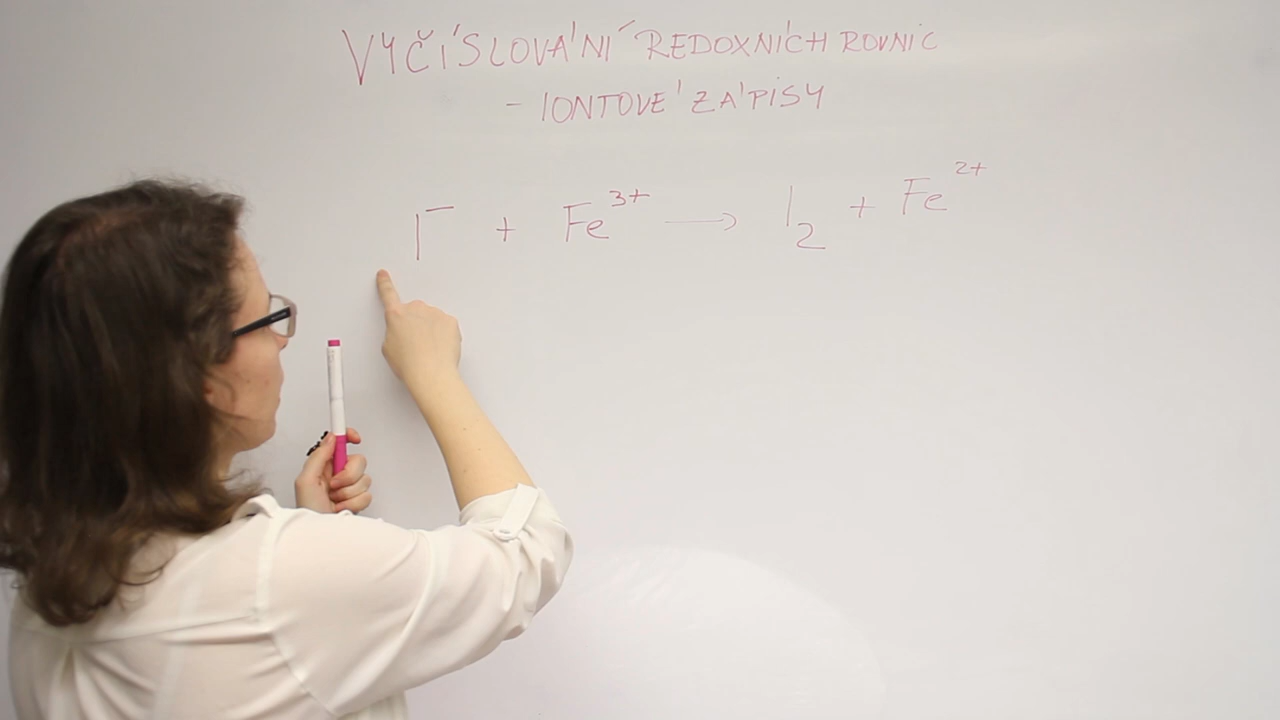 VYČÍSLOVÁNÍ REDOXNÍCH ROVNIC
- IONTOVÉ ZÁPISY
I⁻ + Fe³⁺ → I₂ + Fe²⁺